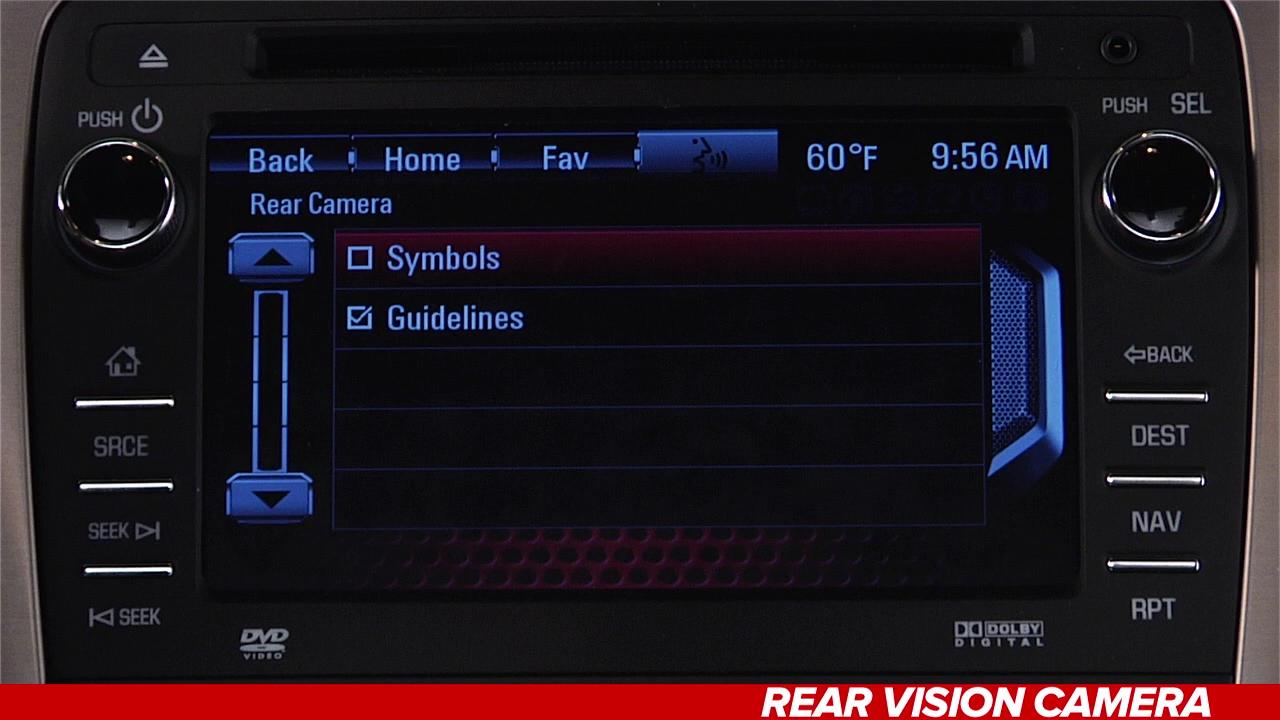 PUSH
PUSH SEL
Back Home Fav 60°F 9:56 AM
Rear Camera
Symbols
Guidelines
BACK
SRCE
DEST
SEEK
NAV
SEEK
RPT
DVD
VIDEO
DOLBY
DIGITAL
REAR VISION CAMERA